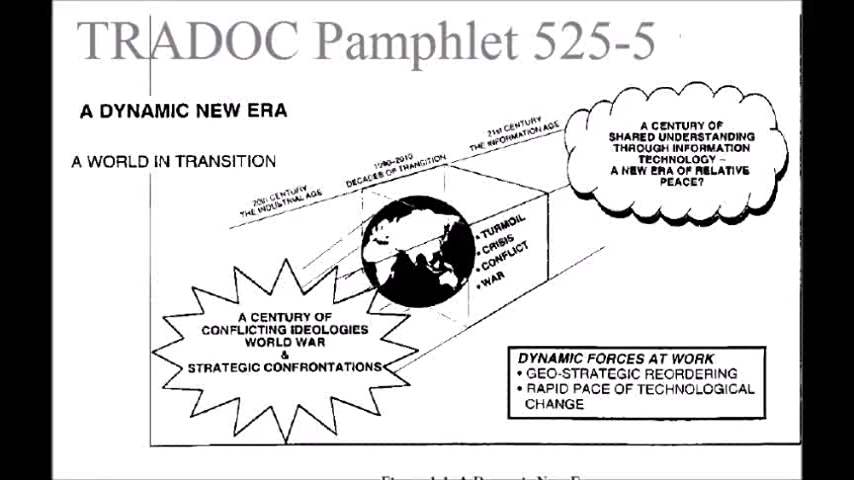 TRADOC Pamphlet 525-5
A DYNAMIC NEW ERA
A WORLD IN TRANSITION
20th CENTURY
THE INDUSTRIAL AGE
1990-2010
DECADES OF TRANSITION
21st CENTURY
THE INFORMATION AGE
A CENTURY OF
SHARED UNDERSTANDING
THROUGH INFORMATION
TECHNOLOGY –
A NEW ERA OF RELATIVE
PEACE?
• TURMOIL
• CRISIS
• CONFLICT
• WAR
A CENTURY OF
CONFLICTING IDEOLOGIES
WORLD WAR
&
STRATEGIC CONFRONTATIONS
DYNAMIC FORCES AT WORK
• GEO-STRATEGIC REORDERING
• RAPID PACE OF TECHNOLOGICAL
CHANGE